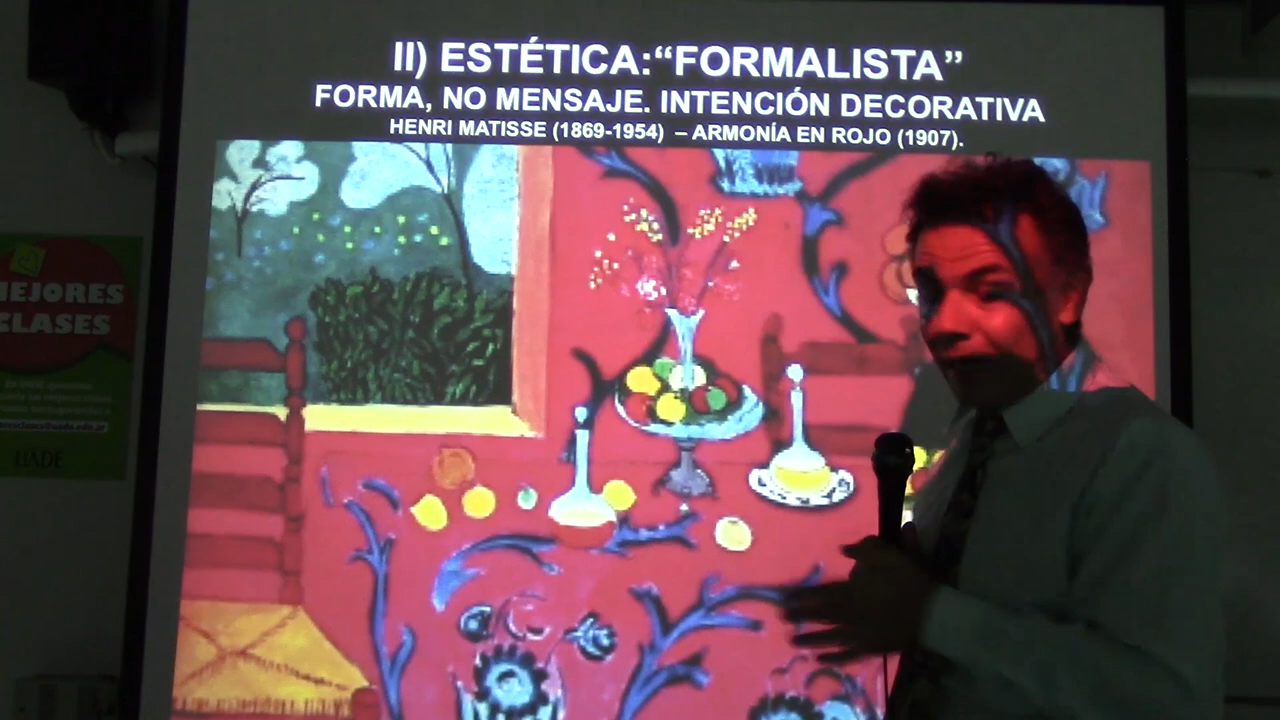 II) ESTÉTICA:“FORMALISTA”
FORMA, NO MENSAJE. INTENCIÓN DECORATIVA
HENRI MATISSE (1869-1954) – ARMONÍA EN ROJO (1907).
MEJORES
CLASES
UADE